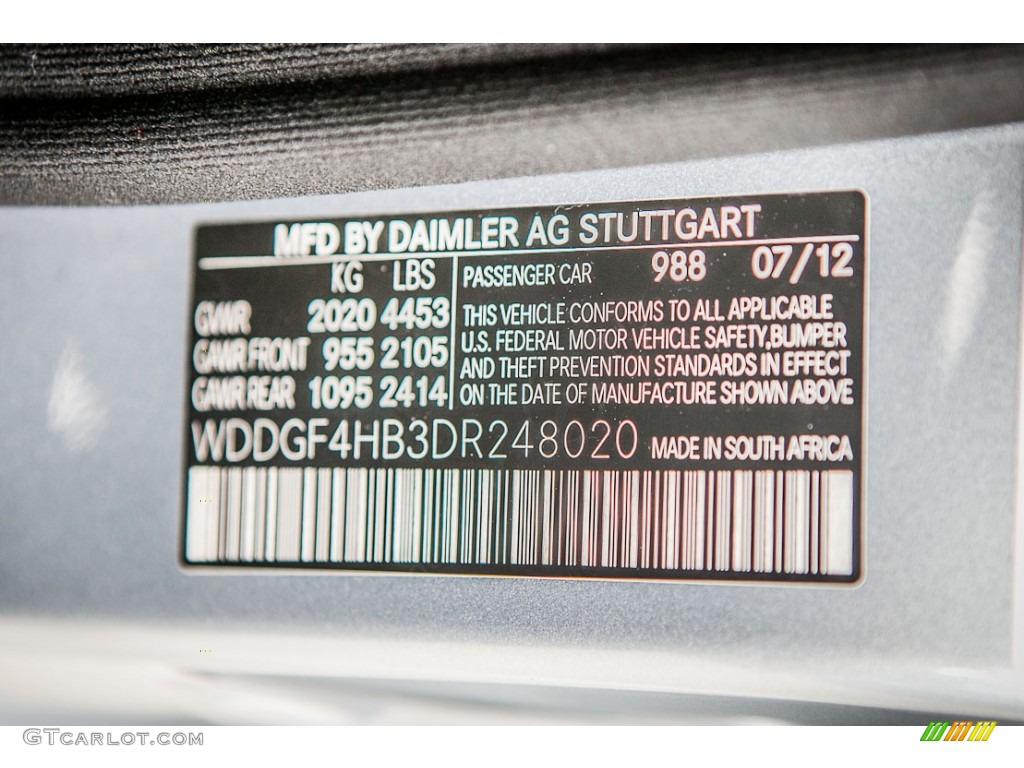 MFD BY DAIMLER AG STUTTGART
KG LBS
GVWR 2020 4453
GAWR FRONT 955 2105
GAWR REAR 1095 2414
PASSENGER CAR 988 07/12
THIS VEHICLE CONFORMS TO ALL APPLICABLE
U.S. FEDERAL MOTOR VEHICLE SAFETY,BUMPER
AND THEFT PREVENTION STANDARDS IN EFFECT
ON THE DATE OF MANUFACTURE SHOWN ABOVE
WDDGF4HB3DR248020 MADE IN SOUTH AFRICA
GTCARLOT.COM